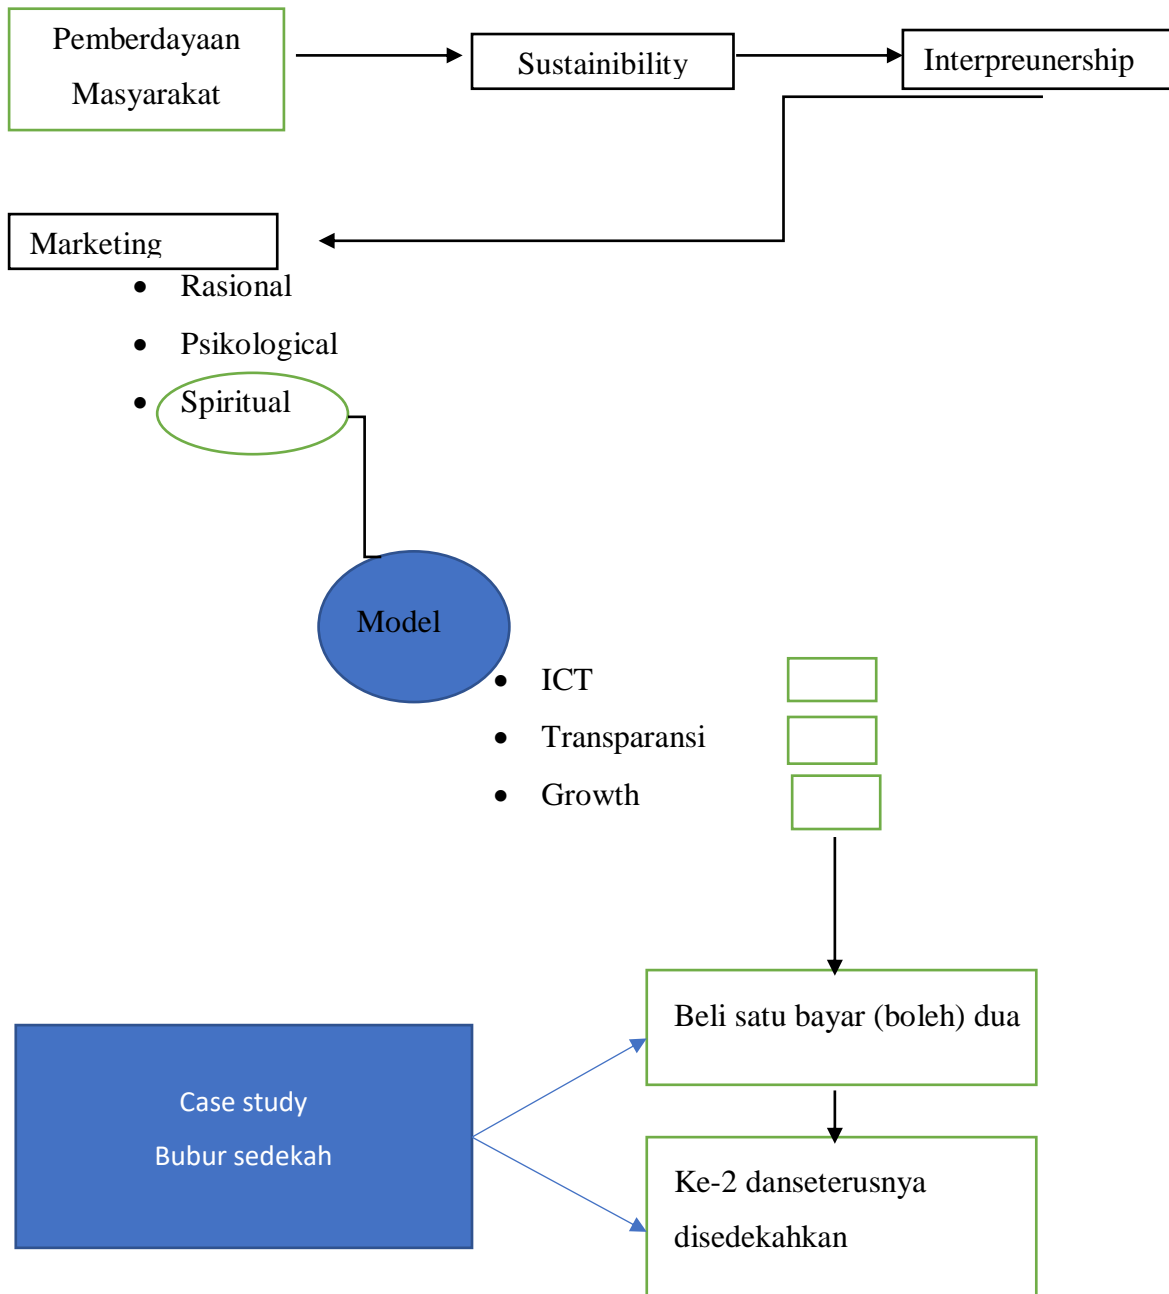 Pemberdayaan
Masyarakat
Sustainibility
Interpreunership
Marketing
• Rasional
• Psikological
• Spiritual
Model
• ICT
• Transparansi
• Growth
Beli satu bayar (boleh) dua
Case study
Bubur sedekah
Ke-2 danseterusnya
disedekahkan